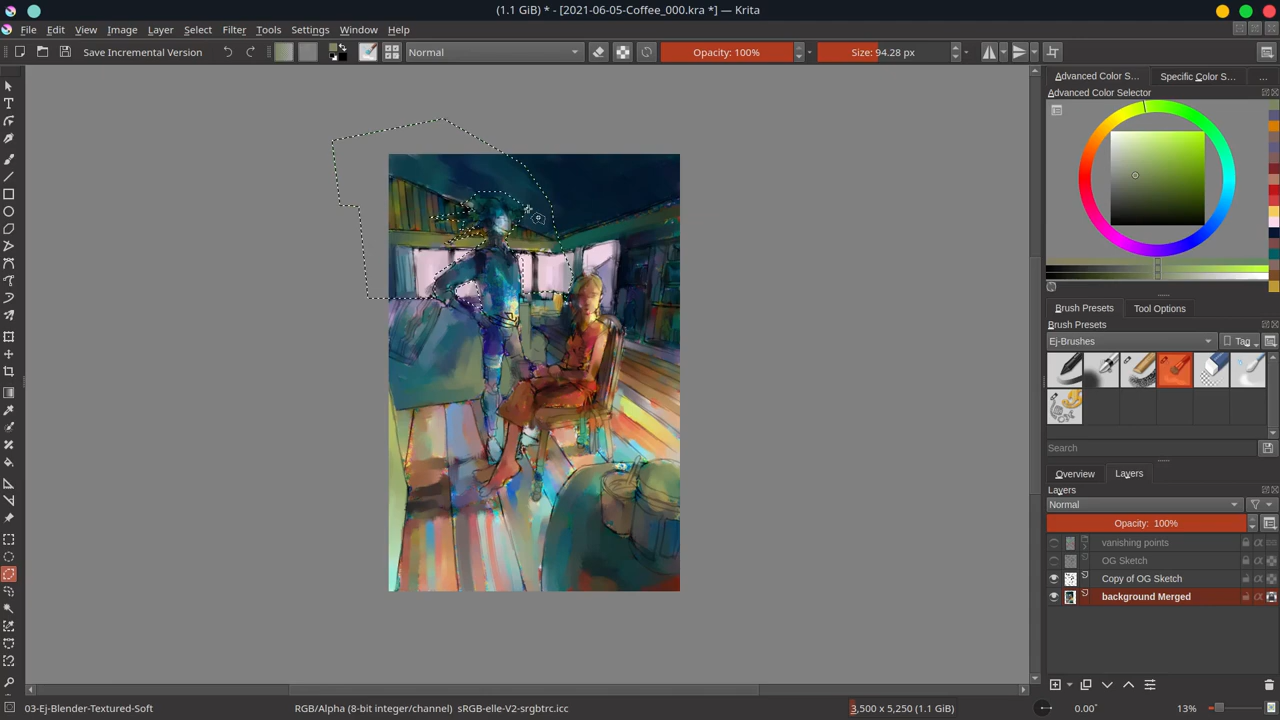 (1.1 GiB) * - [2021-06-05-Coffee_000.kra *] — Krita
File Edit View Image Layer Select Filter Tools Settings Window Help
Save Incremental Version Normal Opacity: 100% Size: 94.28 px
Advanced Color S... Specific Color S... ...
Advanced Color Selector
Brush Presets Tool Options
Brush Presets
Ej-Brushes Tag
Search
Overview Layers
Layers
Normal
Opacity: 100%
vanishing points
OG Sketch
Copy of OG Sketch
background Merged
03-Ej-Blender-Textured-Soft RGB/Alpha (8-bit integer/channel) sRGB-elle-V2-srgbtrc.icc 3,500 x 5,250 (1.1 GiB) 0.00° 13%